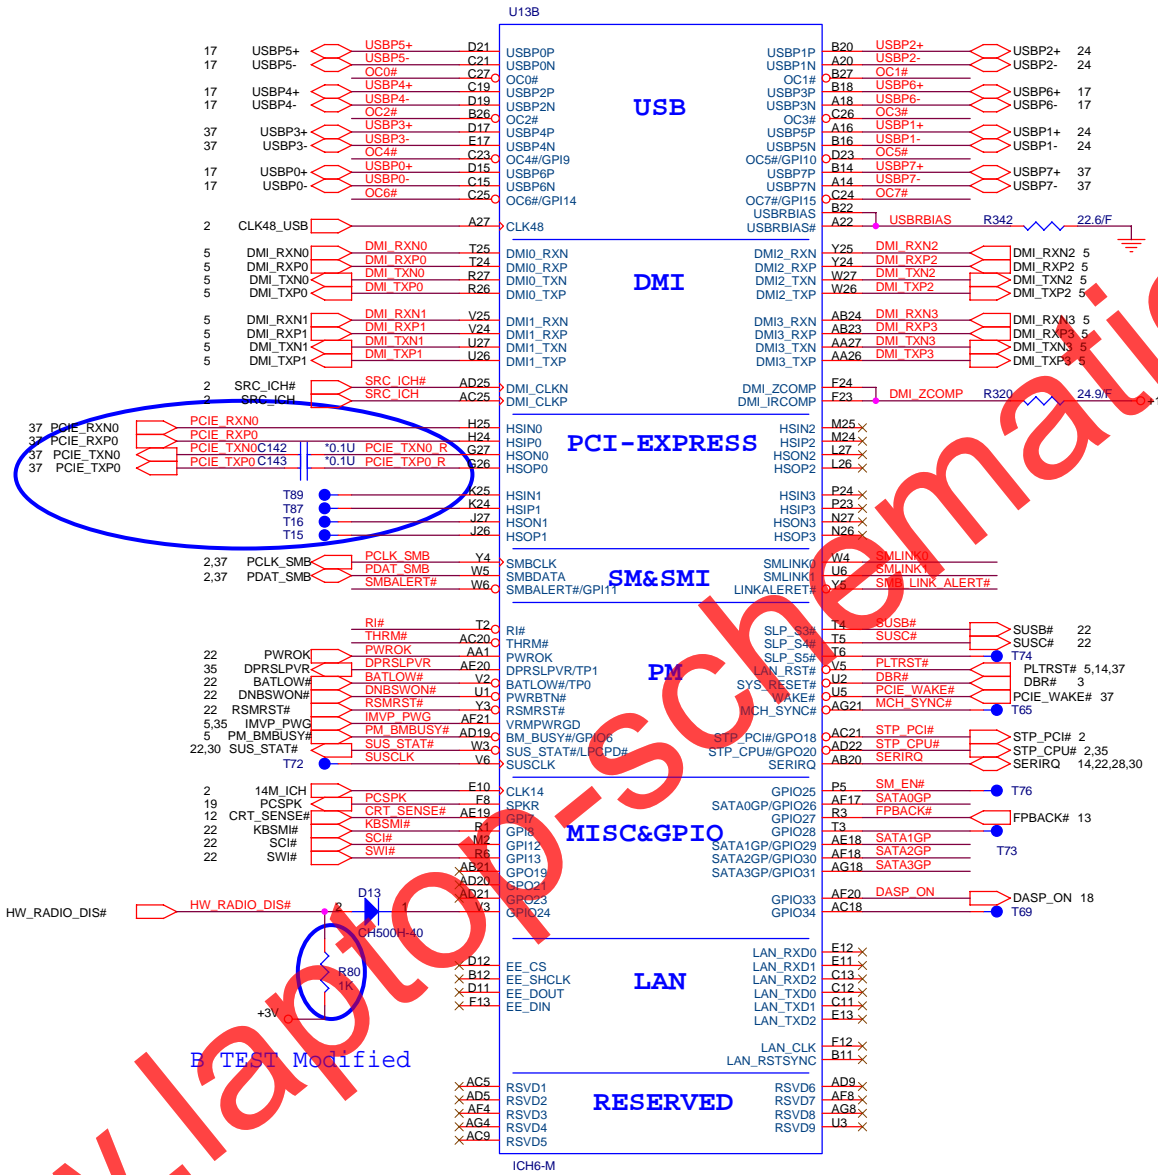 U13B
17 USBP5+ USBP5+ D21 USBP0P USBP1P B20 USBP2+ USBP2+ 24
17 USBP5- USBP5- C21 USBP0N USBP1N A20 USBP2- USBP2- 24
OC0# C27 OC0# OC1# B27 OC1#
17 USBP4+ USBP4+ C19 USBP2P USBP3P B18 USBP6+ USBP6+ 17
17 USBP4- USBP4- D19 USBP2N USBP3N A18 USBP6- USBP6- 17
OC2# B26 OC2# OC3# C26 OC3#
USB
37 USBP3+ USBP3+ D17 USBP4P USBP5P A16 USBP1+ USBP1+ 24
37 USBP3- USBP3- E17 USBP4N USBP5N B16 USBP1- USBP1- 24
OC4# C23 OC4#/GPI9 OC5#/GPI10 D23 OC5#
17 USBP0+ USBP0+ D15 USBP6P USBP7P B14 USBP7+ USBP7+ 37
17 USBP0- USBP0- C15 USBP6N USBP7N A14 USBP7- USBP7- 37
OC6# C25 OC6#/GPI14 OC7#/GPI15 C24 OC7#
USBRBIAS B22
2 CLK48_USB A27 CLK48 USBRBIAS# A22 USBRBIAS R342 22.6/F
5 DMI_RXN0 DMI_RXN0 T25 DMI0_RXN DMI2_RXN Y25 DMI_RXN2 DMI_RXN2 5
5 DMI_RXP0 DMI_RXP0 T24 DMI0_RXP DMI2_RXP Y24 DMI_RXP2 DMI_RXP2 5
5 DMI_TXN0 DMI_TXN0 R27 DMI0_TXN DMI2_TXN W27 DMI_TXN2 DMI_TXN2 5
5 DMI_TXP0 DMI_TXP0 R26 DMI0_TXP DMI2_TXP W26 DMI_TXP2 DMI_TXP2 5
DMI
5 DMI_RXN1 DMI_RXN1 V25 DMI1_RXN DMI3_RXN AB24 DMI_RXN3 DMI_RXN3 5
5 DMI_RXP1 DMI_RXP1 V24 DMI1_RXP DMI3_RXP AB23 DMI_RXP3 DMI_RXP3 5
5 DMI_TXN1 DMI_TXN1 U27 DMI1_TXN DMI3_TXN AA27 DMI_TXN3 DMI_TXN3 5
5 DMI_TXP1 DMI_TXP1 U26 DMI1_TXP DMI3_TXP AA26 DMI_TXP3 DMI_TXP3 5
2 SRC_ICH# SRC_ICH# AD25 DMI_CLKN DMI_ZCOMP F24
2 SRC_ICH SRC_ICH AC25 DMI_CLKP DMI_IRCOMP F23 DMI_ZCOMP R320 24.9/F +1
37 PCIE_RXN0 PCIE_RXN0 H25 HSIN0 HSIN2 M25
37 PCIE_RXP0 PCIE_RXP0 H24 HSIP0 HSIP2 M24
37 PCIE_TXN0 PCIE_TXN0 C142 *0.1U PCIE_TXN0_R G27 HSON0 HSON2 L27
37 PCIE_TXP0 PCIE_TXP0 C143 *0.1U PCIE_TXP0_R G26 HSOP0 HSOP2 L26
PCI-EXPRESS
T89 K25 HSIN1 HSIN3 P24
T87 K24 HSIP1 HSIP3 P23
T16 J27 HSON1 HSON3 N27
T15 J26 HSOP1 HSOP3 N26
2,37 PCLK_SMB PCLK_SMB Y4 SMBCLK SMLINK0 W4 SMLINK0
2,37 PDAT_SMB PDAT_SMB W5 SMBDATA SMLINK1 U6 SMLINK1
SMBALERT# W6 SMBALERT#/GPI11 LINKALERET# Y5 SMB_LINK_ALERT#
SM&SMI
RI# T2 RI# SLP_S3# T4 SUSB# SUSB# 22
THRM# AC20 THRM# SLP_S4# T5 SUSC# SUSC# 22
22 PWROK PWROK AA1 PWROK SLP_S5# T6 T74
35 DPRSLPVR DPRSLPVR AE20 DPRSLPVR/TP1 LAN_RST# V5 PLTRST# PLTRST# 5,14,37
22 BATLOW# BATLOW# V2 BATLOW#/TP0 SYS_RESET# U2 DBR# DBR# 3
22 DNBSWON# DNBSWON# U1 PWRBTN# WAKE# U5 PCIE_WAKE# PCIE_WAKE# 37
22 RSMRST# RSMRST# Y3 RSMRST# MCH_SYNC# AG21 MCH_SYNC# T65
5,35 IMVP_PWG IMVP_PWG AF21 VRMPWRGD
5 PM_BMBUSY# PM_BMBUSY# AD19 BM_BUSY#/GPIO6 STP_PCI#/GPO18 AC21 STP_PCI# STP_PCI# 2
22,30 SUS_STAT# SUS_STAT# W3 SUS_STAT#/LPCPD# STP_CPU#/GPO20 AD22 STP_CPU# STP_CPU# 2,35
T72 SUSCLK V6 SUSCLK SERIRQ AB20 SERIRQ SERIRQ 14,22,28,30
PM
2 14M_ICH E10 CLK14 GPIO25 P5 SM_EN# T76
19 PCSPK PCSPK F8 SPKR SATA0GP/GPIO26 AF17 SATA0GP
12 CRT_SENSE# CRT_SENSE# AE19 GPI7 GPIO27 R3 FPBACK# FPBACK# 13
22 KBSMI# KBSMI# R1 GPI8 GPIO28 T3 T73
22 SCI# SCI# M2 GPI12 SATA1GP/GPIO29 AE18 SATA1GP
22 SWI# SWI# R6 GPI13 SATA2GP/GPIO30 AF18 SATA2GP
AB21 GPO19 SATA3GP/GPIO31 AG18 SATA3GP
MISC&GPIO
AD20 GPO21
AD21 GPO23 GPIO33 AF20 DASP_ON DASP_ON 18
HW_RADIO_DIS# HW_RADIO_DIS# 2 D13 1 V3 GPIO24 GPIO34 AC18 T69
CH500H-40
R80
1K
+3V
B TEST Modified
LAN_RXD0 E12
D12 EE_CS LAN_RXD1 E11
B12 EE_SHCLK LAN_RXD2 C13
D11 EE_DOUT LAN_TXD0 C12
F13 EE_DIN LAN_TXD1 C11
LAN_TXD2 E13
LAN
LAN_CLK F12
LAN_RSTSYNC B11
AC5 RSVD1 RSVD6 AD9
AD5 RSVD2 RSVD7 AF8
AF4 RSVD3 RSVD8 AG8
AG4 RSVD4 RSVD9 U3
AC9 RSVD5
RESERVED
ICH6-M
w.laptop-schematic